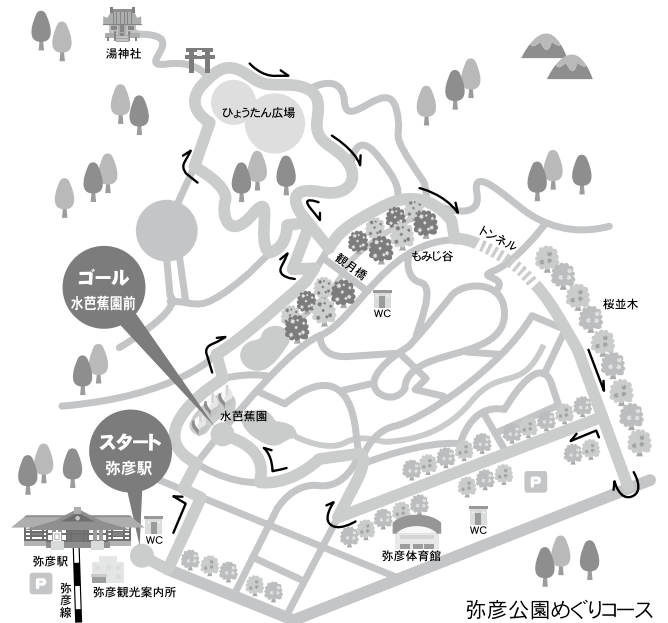 湯神社
ひょうたん広場
トンネル
もみじ谷
観月橋
WC
ゴール
水芭蕉園前
桜並木
水芭蕉園
スタート
弥彦駅
P
WC
WC
弥彦体育館
弥彦駅
P
弥彦線
弥彦観光案内所
弥彦公園めぐりコース